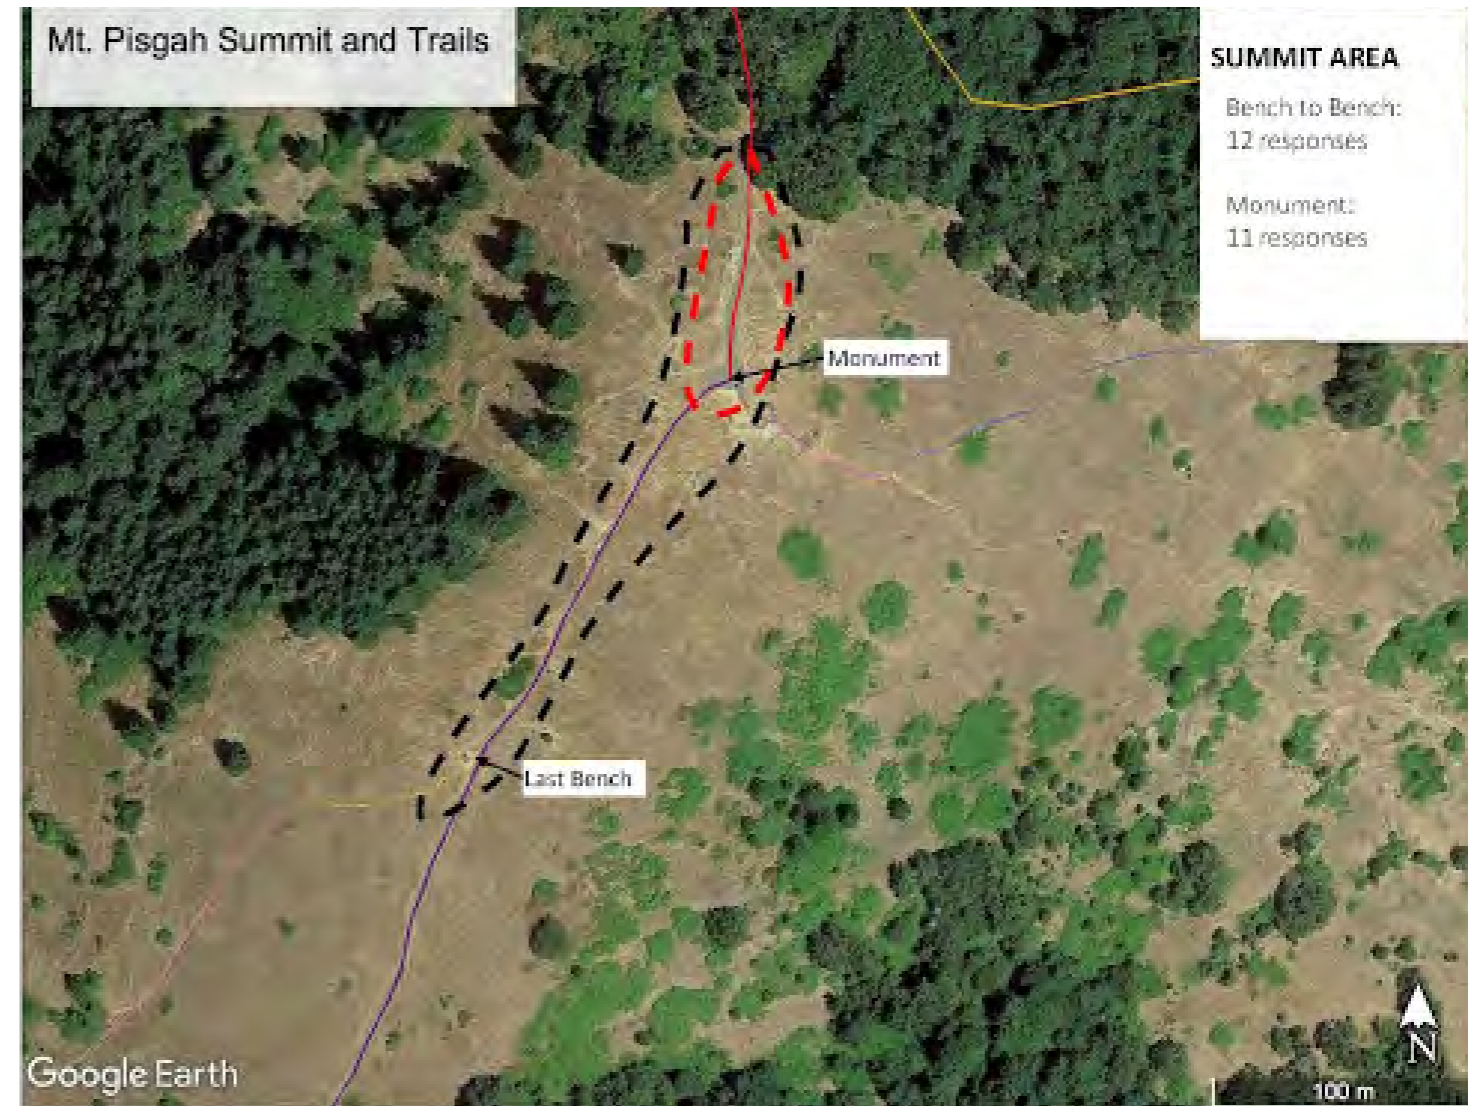 Mt. Pisgah Summit and Trails
SUMMIT AREA
Bench to Bench:
12 responses
Monument:
11 responses
Monument
Last Bench
Google Earth
N
100 m